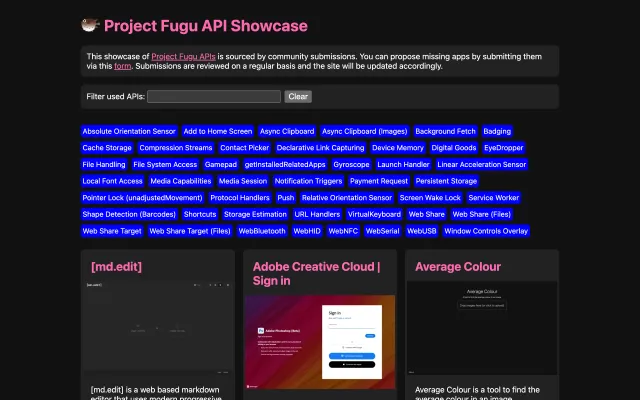 Project Fugu API Showcase
This showcase of Project Fugu APIs is sourced by community submissions. You can propose missing apps by submitting them
via this form. Submissions are reviewed on a regular basis and the site will be updated accordingly.
Filter used APIs: Clear
Absolute Orientation Sensor Add to Home Screen Async Clipboard Async Clipboard (Images) Background Fetch Badging
Cache Storage Compression Streams Contact Picker Declarative Link Capturing Device Memory Digital Goods EyeDropper
File Handling File System Access Gamepad getInstalledRelatedApps Gyroscope Launch Handler Linear Acceleration Sensor
Local Font Access Media Capabilities Media Session Notification Triggers Payment Request Persistent Storage
Pointer Lock (unadjustedMovement) Protocol Handlers Push Relative Orientation Sensor Screen Wake Lock Service Worker
Shape Detection (Barcodes) Shortcuts Storage Estimation URL Handlers VirtualKeyboard Web Share Web Share (Files)
Web Share Target Web Share Target (Files) WebBluetooth WebHID WebNFC WebSerial WebUSB Window Controls Overlay
[md.edit] Adobe Creative Cloud | Average Colour
Sign in
Average Colour
Sign in
Adobe Photoshop (Beta)
[md.edit] is a web based markdown Average Colour is a tool to find the
editor that uses modern progressive average colour in an image